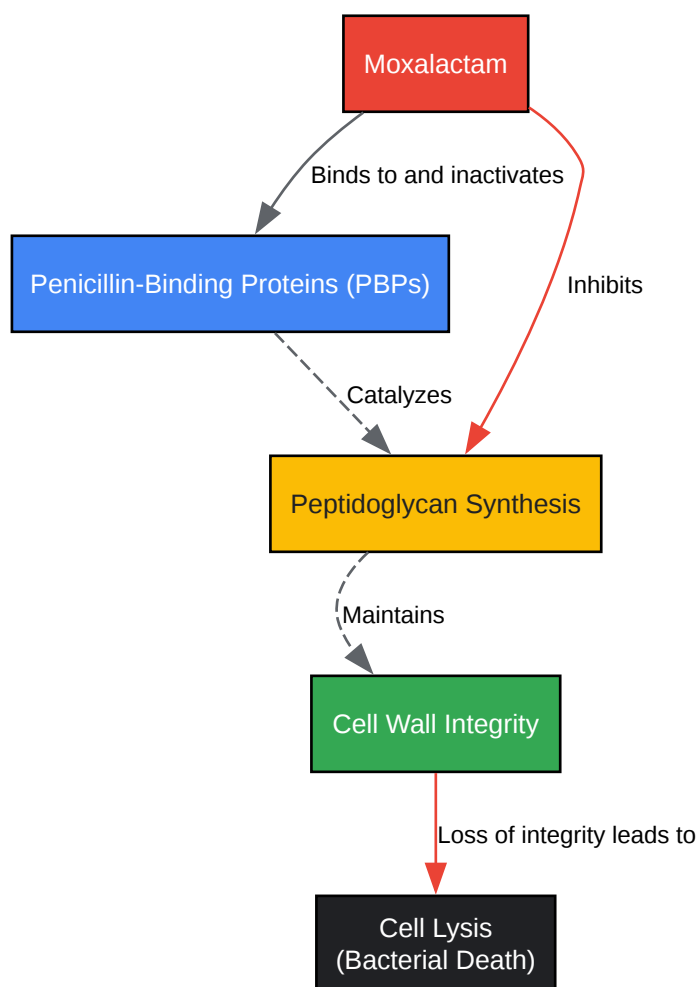 Moxalactam
Binds to and inactivates
Penicillin-Binding Proteins (PBPs)
Inhibits
Catalyzes
Peptidoglycan Synthesis
Maintains
Cell Wall Integrity
Loss of integrity leads to
Cell Lysis
(Bacterial Death)